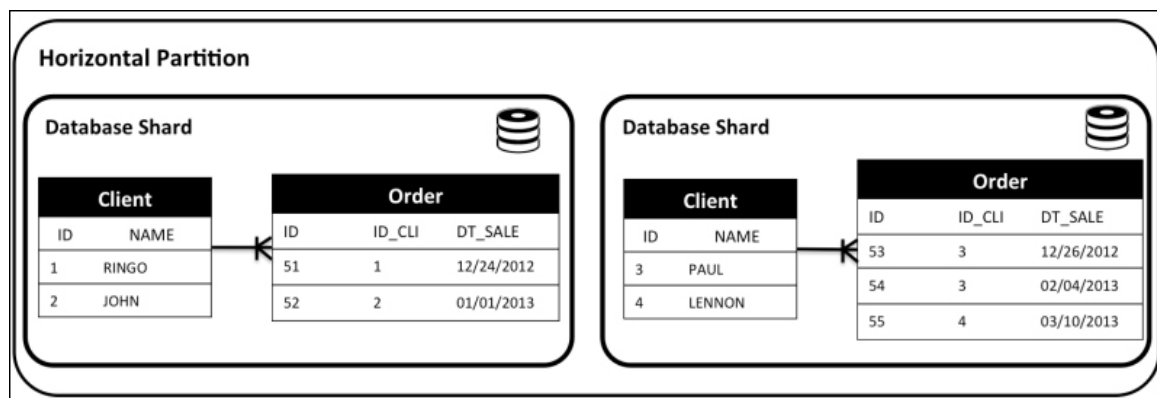 Horizontal Partition
Database Shard
Client
ID NAME
1 RINGO
2 JOHN
Order
ID ID_CLI DT_SALE
51 1 12/24/2012
52 2 01/01/2013
Database Shard
Client
ID NAME
3 PAUL
4 LENNON
Order
ID ID_CLI DT_SALE
53 3 12/26/2012
54 3 02/04/2013
55 4 03/10/2013